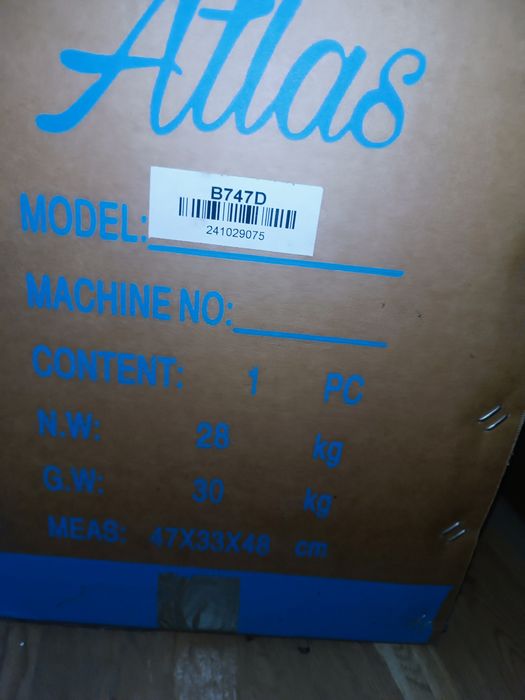 Atlas
B747D
241029075
MODEL:
MACHINE NO:
CONTENT: 1 PC
N.W: 28 kg
G.W: 30 kg
MEAS: 47X33X48 cm